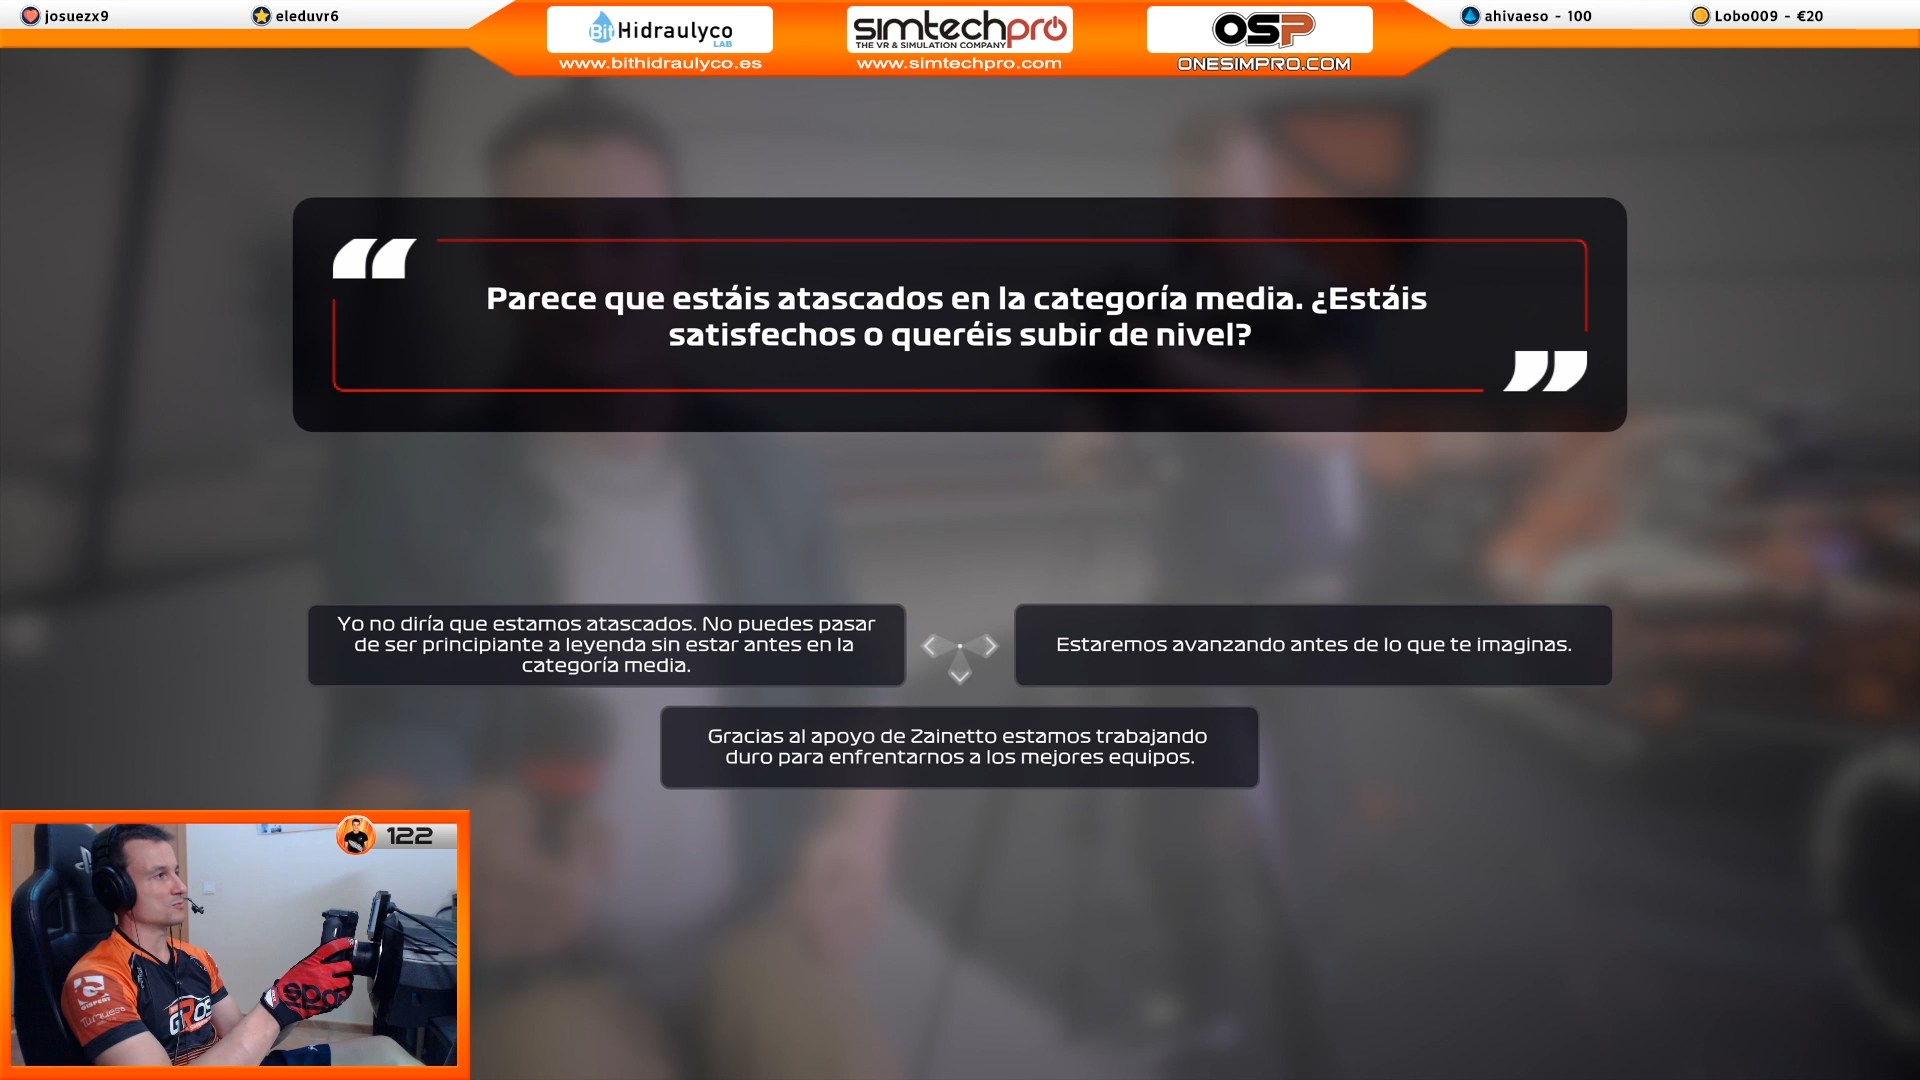 josuezx9
eleduvr6
BitHidraulyco
LAB
www.bithidraulyco.es
simtechpro
THE VR & SIMULATION COMPANY
www.simtechpro.com
OSP
ONESIMPRO.COM
ahivaeso - 100
Lobo009 - €20
“
Parece que estáis atascados en la categoría media. ¿Estáis
satisfechos o queréis subir de nivel?
”
Yo no diría que estamos atascados. No puedes pasar
de ser principiante a leyenda sin estar antes en la
categoría media.
Estaremos avanzando antes de lo que te imaginas.
Gracias al apoyo de Zainetto estamos trabajando
duro para enfrentarnos a los mejores equipos.
122